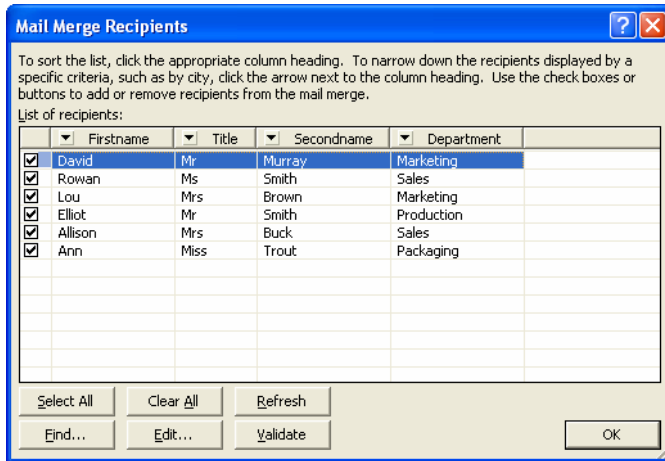 Mail Merge Recipients
To sort the list, click the appropriate column heading. To narrow down the recipients displayed by a
specific criteria, such as by city, click the arrow next to the column heading. Use the check boxes or
buttons to add or remove recipients from the mail merge.
List of recipients:
Firstname Title Secondname Department
David Mr Murray Marketing
Rowan Ms Smith Sales
Lou Mrs Brown Marketing
Elliot Mr Smith Production
Allison Mrs Buck Sales
Ann Miss Trout Packaging
Select All Clear All Refresh
Find... Edit... Validate OK